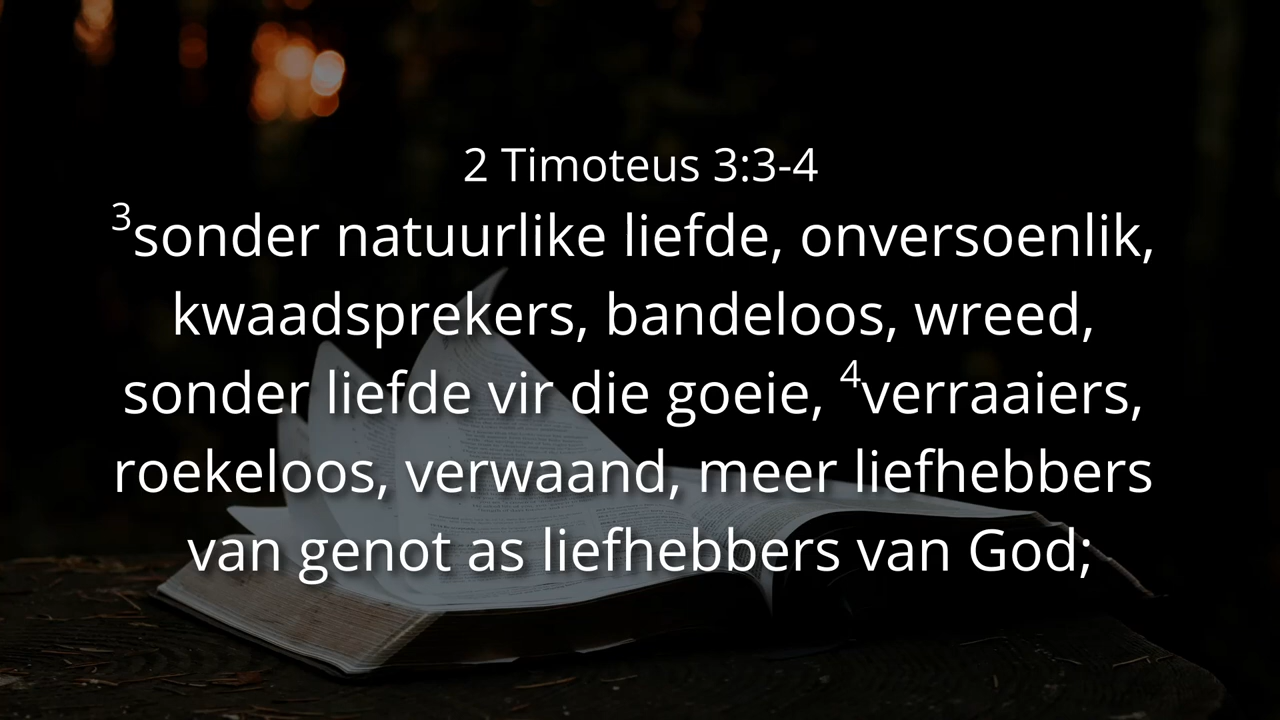 2 Timoteus 3:3-4
³sonder natuurlike liefde, onversoenlik,
kwaadsprekers, bandeloos, wreed,
sonder liefde vir die goeie, ⁴verraaiers,
roekeloos, verwaand, meer liefhebbers
van genot as liefhebbers van God;